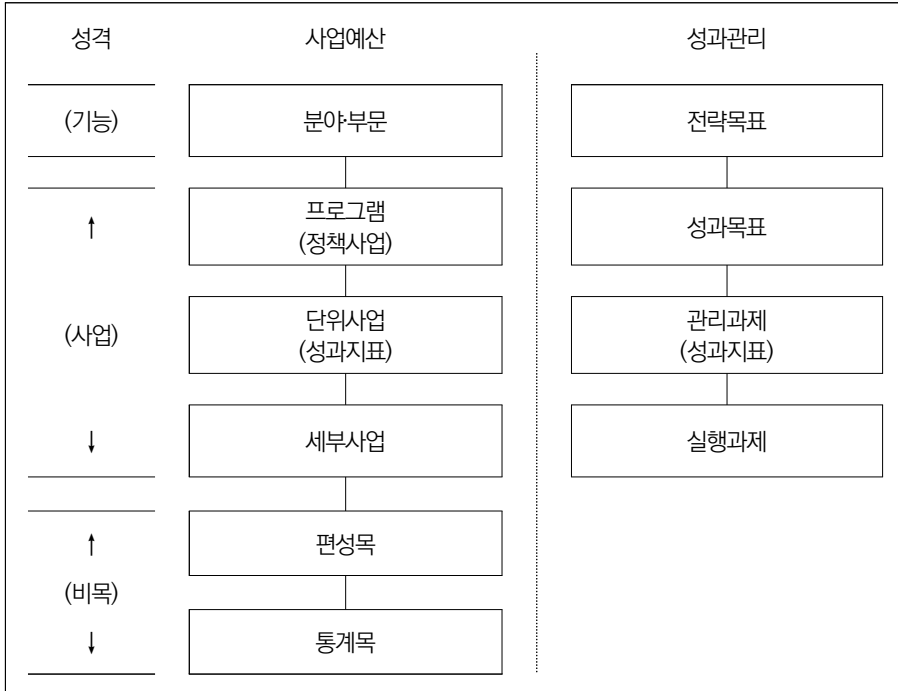 성격 사업예산 성과관리
(기능) 분야·부문 전략목표
↑ 프로그램
(정책사업) 성과목표
(사업) 단위사업
(성과지표) 관리과제
(성과지표)
↓ 세부사업 실행과제
↑ 편성목
(비목)
↓ 통계목